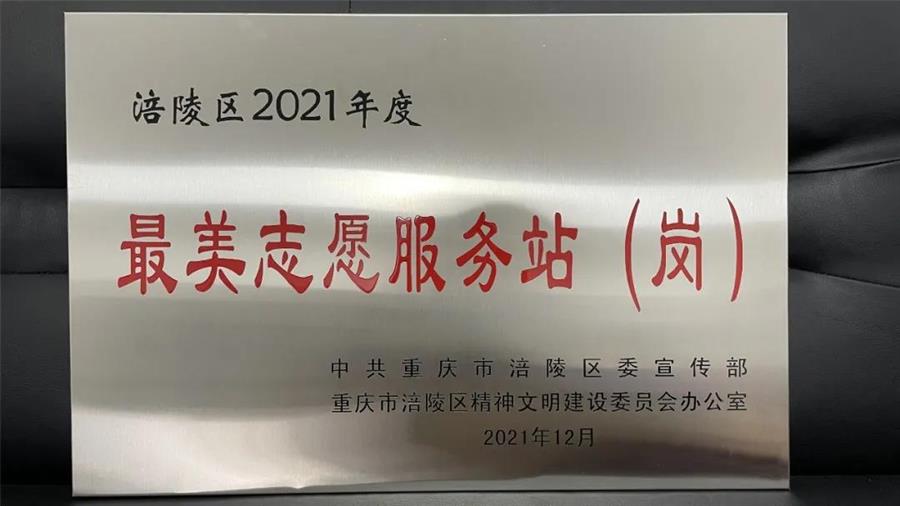 涪陵区2021年度
最美志愿服务站（岗）
中共重庆市涪陵区委宣传部
重庆市涪陵区精神文明建设委员会办公室
2021年12月